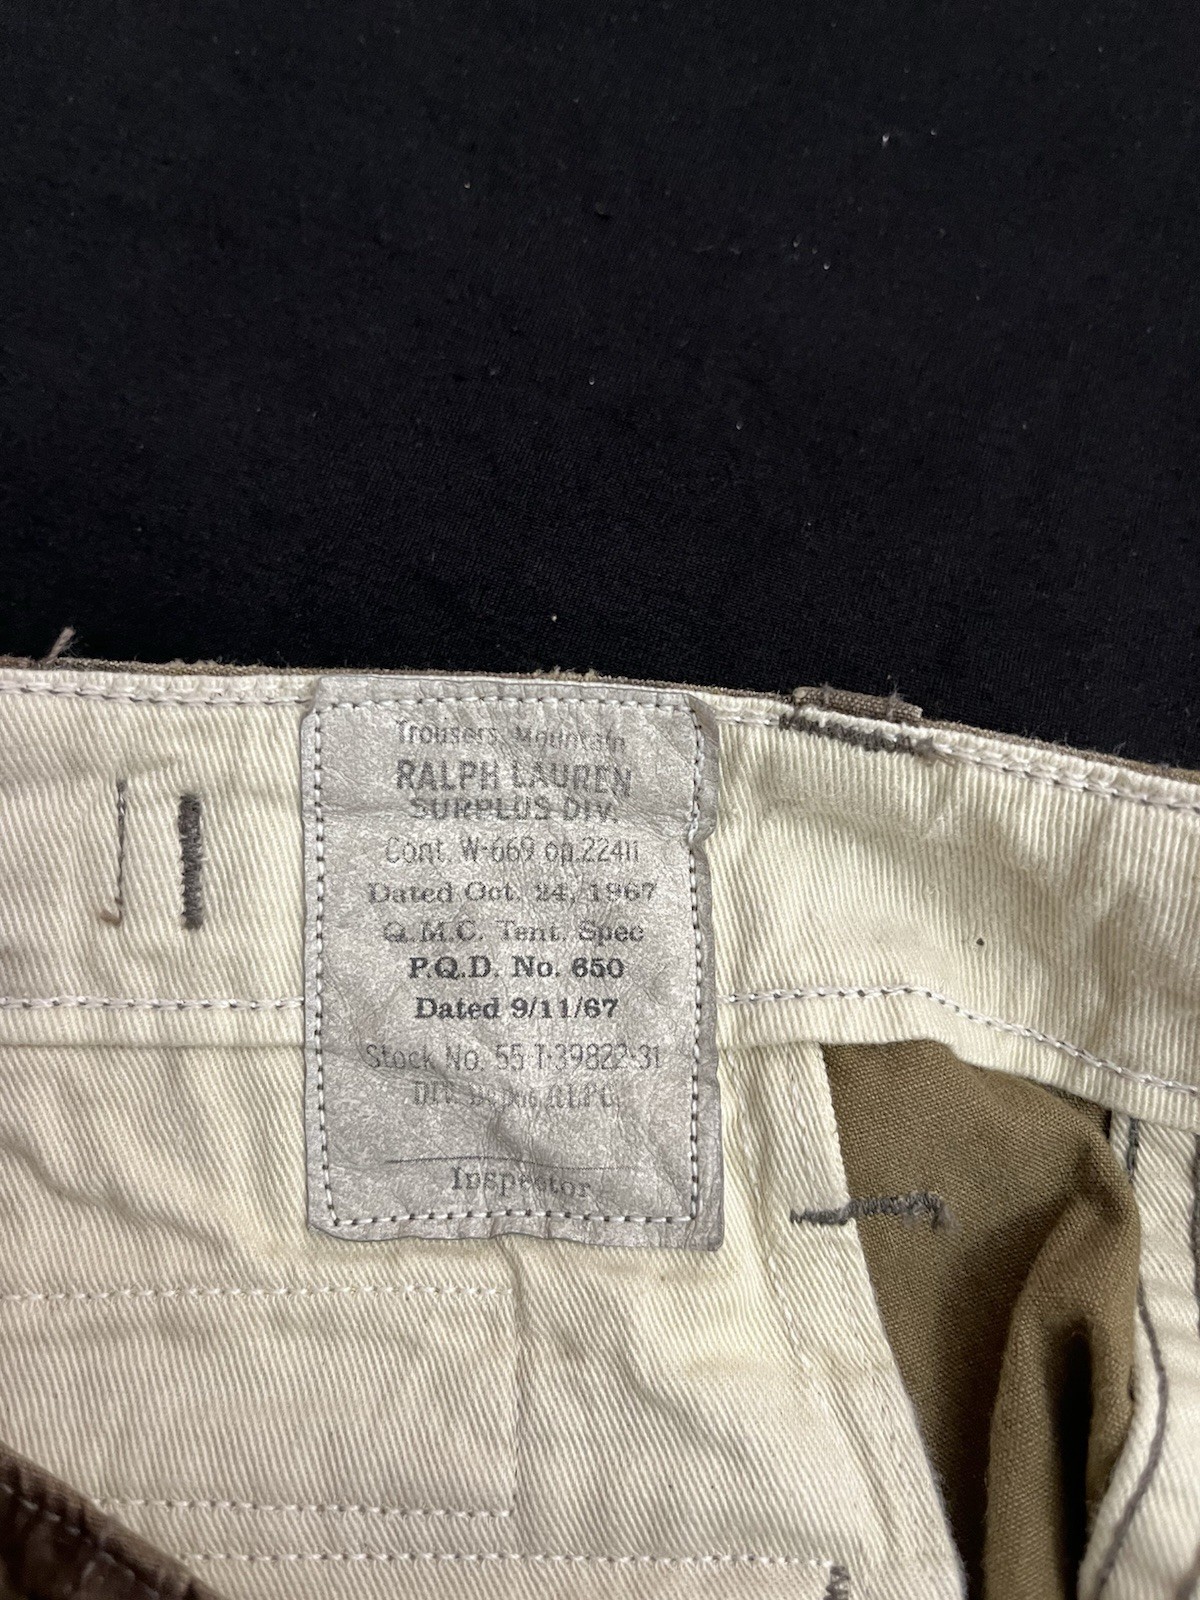 Trousers, Mountain
RALPH LAUREN
SURPLUS DIV.
Cont. W-669 op.22411
Dated Oct. 24, 1967
Q.M.C. Tent. Spec
P.Q.D. No. 650
Dated 9/11/67
Stock No. 55-T-39822-31
Inspector